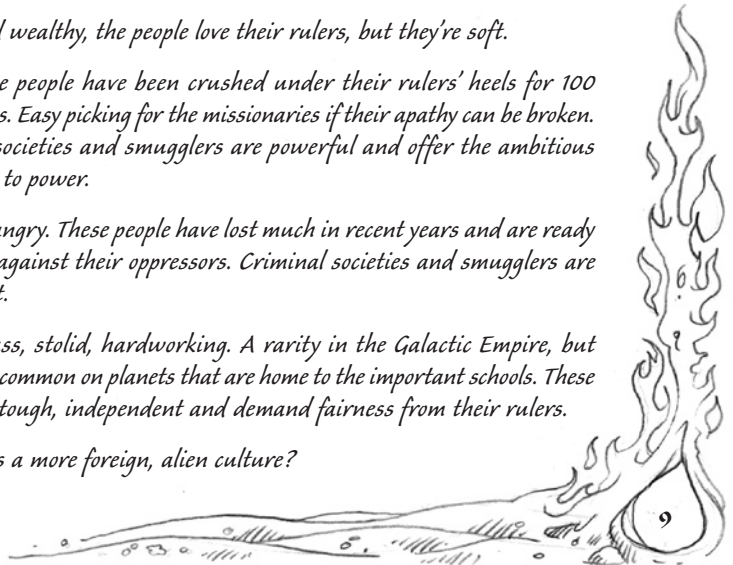 wealthy, the people love their rulers, but they're soft.
people have been crushed under their rulers' heels for 100
s. Easy picking for the missionaries if their apathy can be broken.
societies and smugglers are powerful and offer the ambitious
to power.
ngry. These people have lost much in recent years and are ready
against their oppressors. Criminal societies and smugglers are
t.
ss, stolid, hardworking. A rarity in the Galactic Empire, but
common on planets that are home to the important schools. These
tough, independent and demand fairness from their rulers.
s a more foreign, alien culture?
9